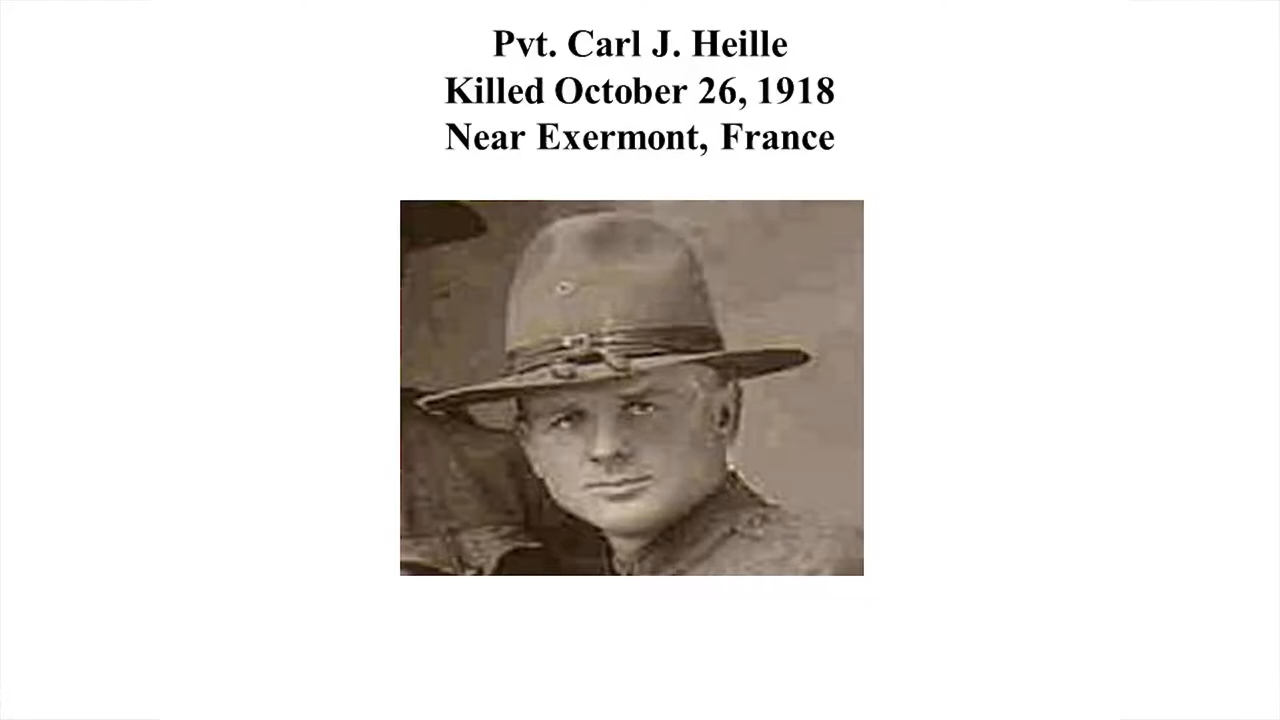 Pvt. Carl J. Heille
Killed October 26, 1918
Near Exermont, France